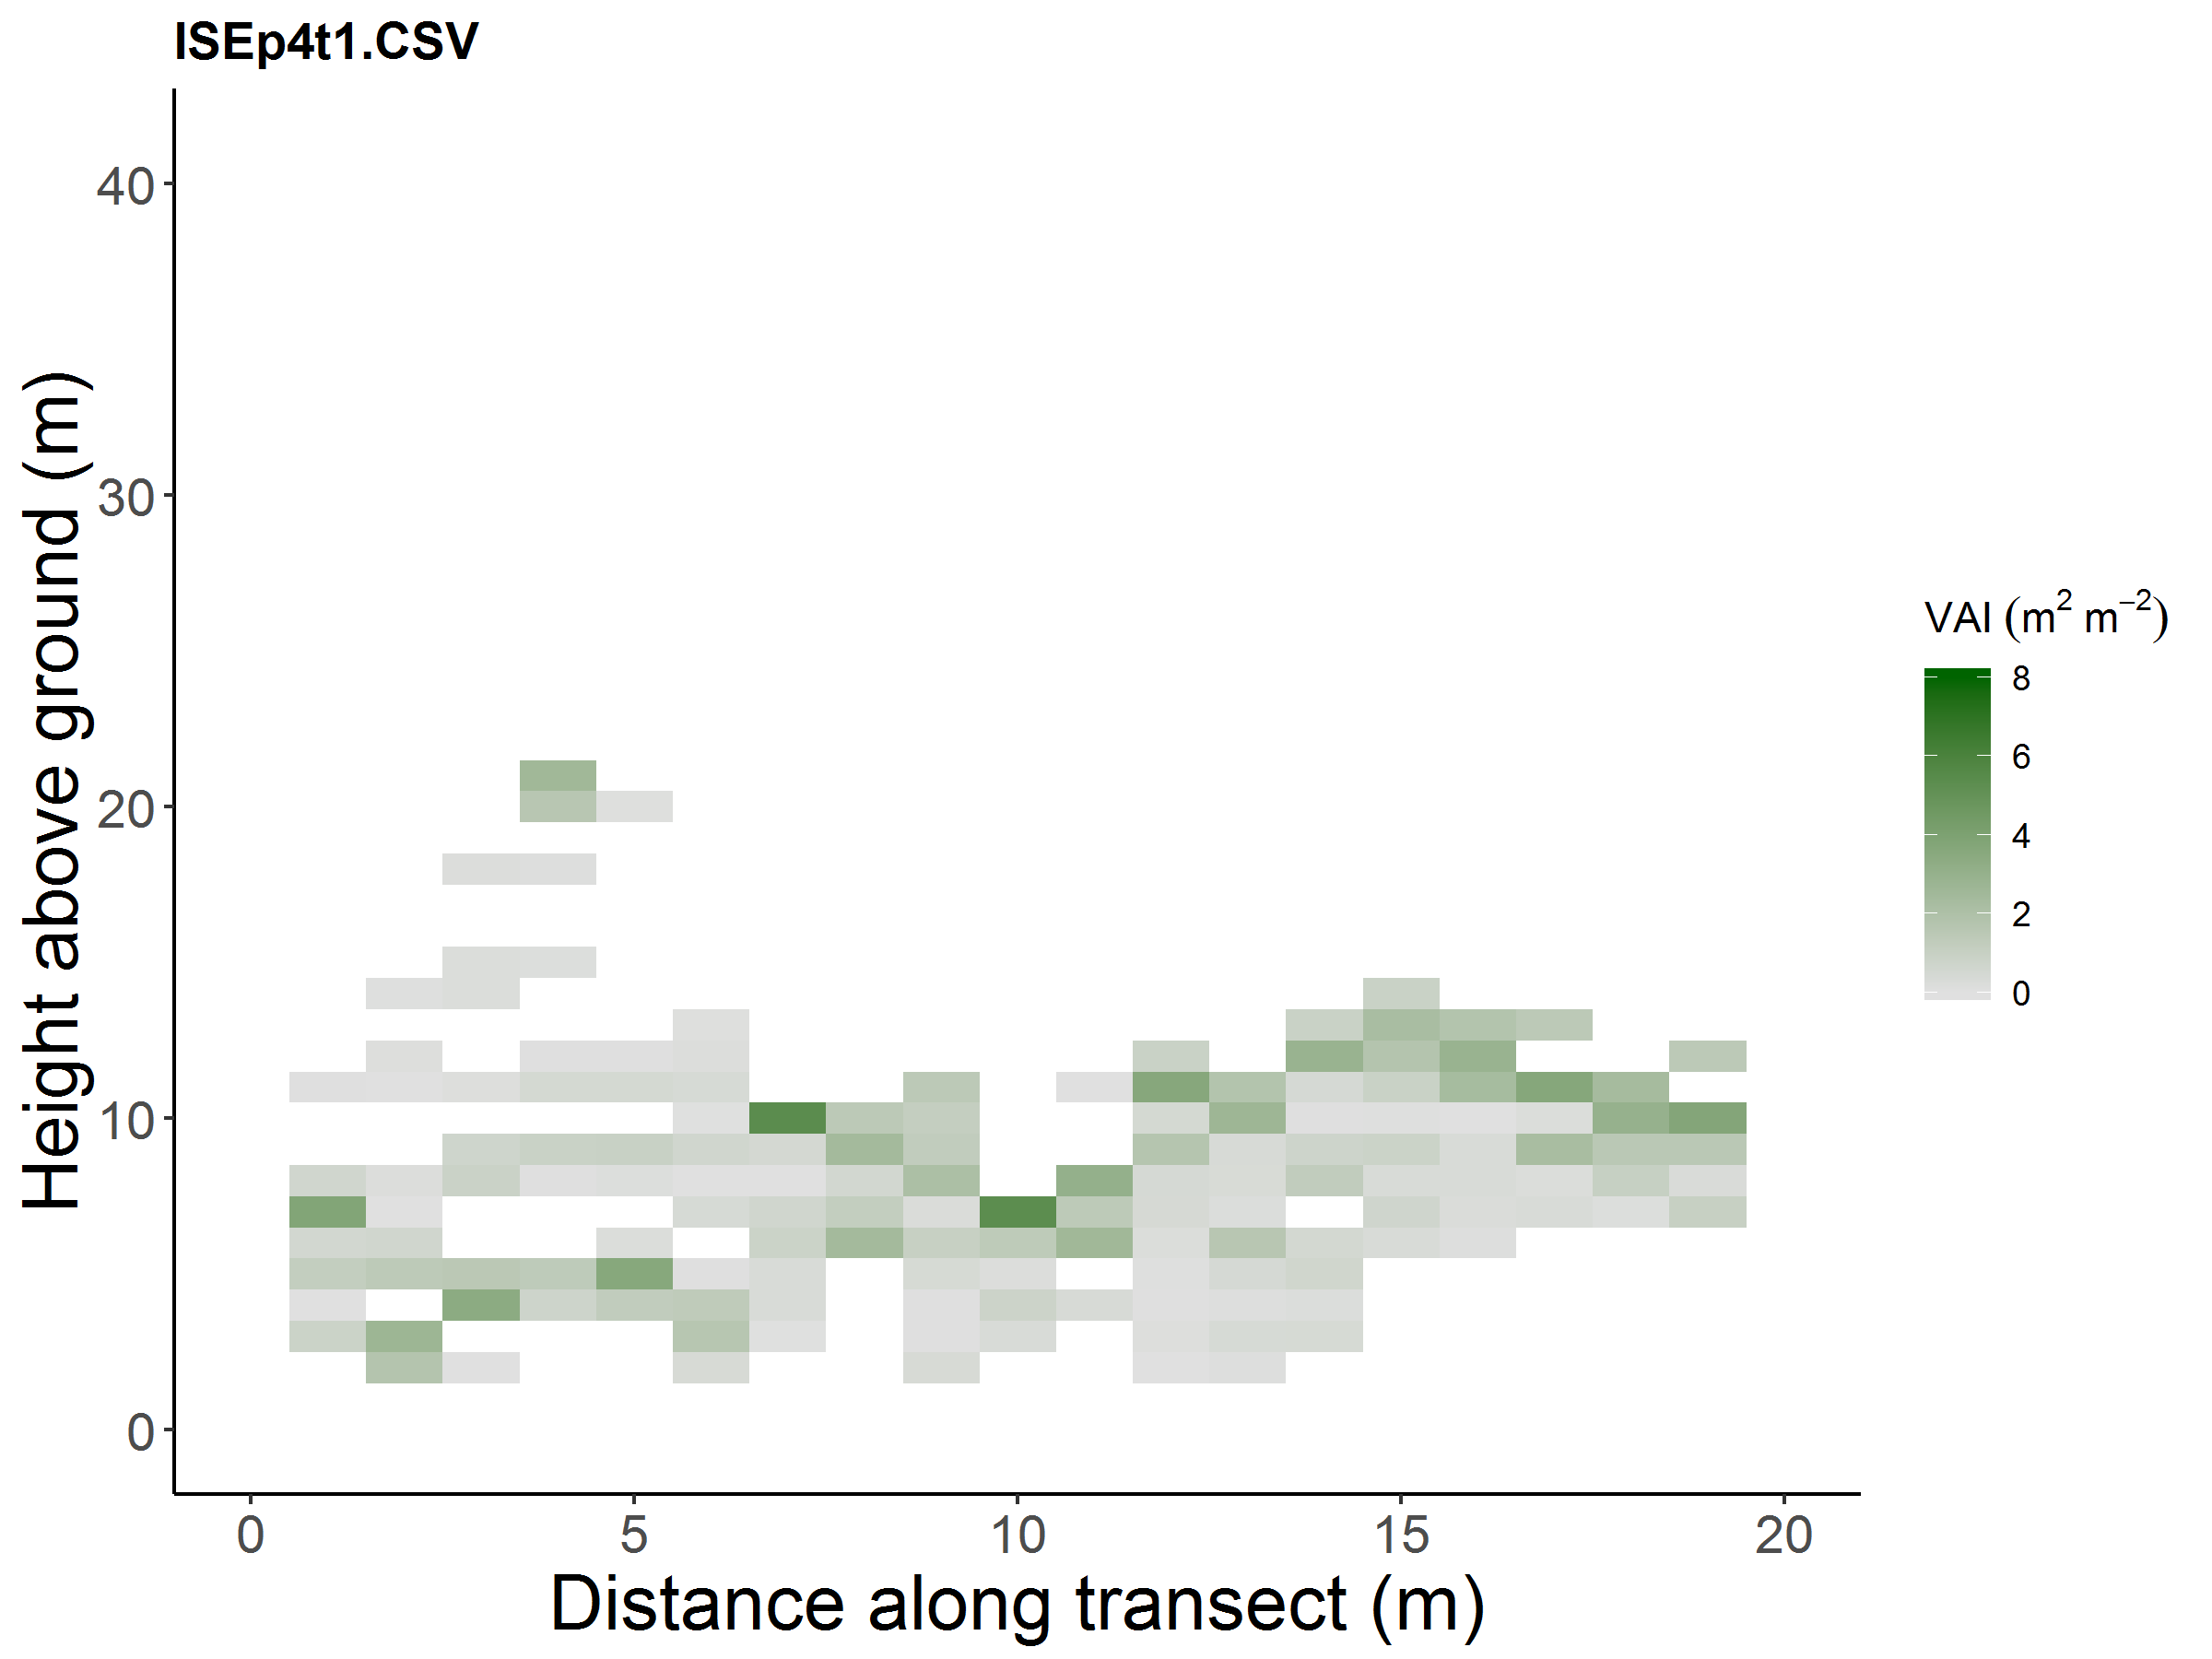 ISEp4t1.CSV
Height above ground (m)
40
30
20
10
0
0 5 10 15 20
Distance along transect (m)
VAI (m² m⁻²)
8
6
4
2
0